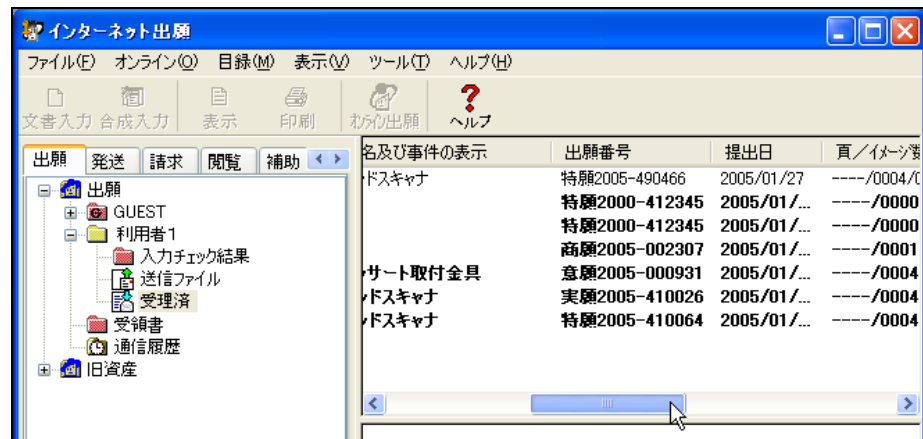 インターネット出願
ファイル(F) オンライン(O) 目録(M) 表示(V) ツール(T) ヘルプ(H)
文書入力 合成入力 表示 印刷 オンライン出願 ヘルプ
出願 発送 請求 閲覧 補助
名及び事件の表示 出願番号 提出日 頁/イメージ数
出願
GUEST
利用者1
入力チェック結果
送信ファイル
受理済
受領書
通信履歴
旧資産
ドスキャナ 特願2005-490466 2005/01/27 ----/0004/0
特願2000-412345 2005/01/... ----/0000
特願2000-412345 2005/01/... ----/0000
商願2005-002307 2005/01/... ----/0001
サート取付金具 意願2005-000931 2005/01/... ----/0004
ッドスキャナ 実願2005-410026 2005/01/... ----/0004
ドスキャナ 特願2005-410064 2005/01/... ----/0004